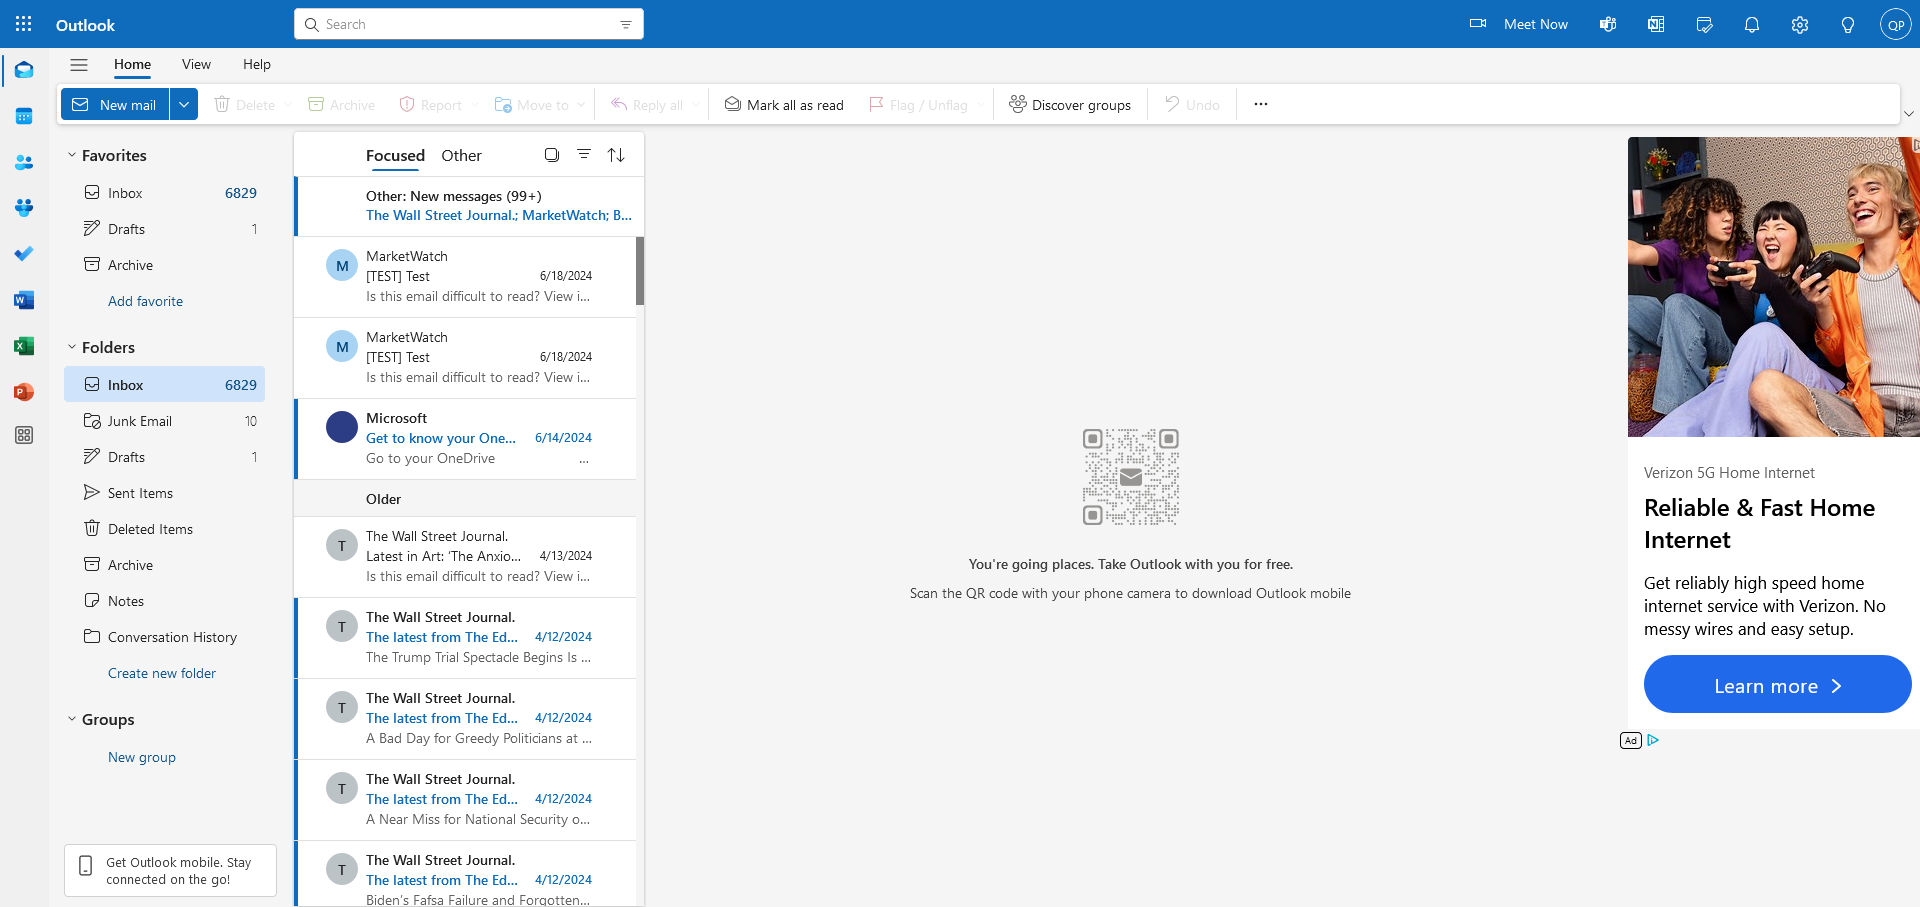 Outlook
Search
Meet Now
QP
Home
View
Help
New mail
Delete
Archive
Report
Move to
Reply all
Mark all as read
Flag / Unflag
Discover groups
Undo
Favorites
Inbox 6829
Drafts 1
Archive
Add favorite
Folders
Inbox 6829
Junk Email 10
Drafts 1
Sent Items
Deleted Items
Archive
Notes
Conversation History
Create new folder
Groups
New group
Get Outlook mobile. Stay
connected on the go!
Focused Other
Other: New messages (99+)
The Wall Street Journal.; MarketWatch; B...
M
MarketWatch
[TEST] Test 6/18/2024
Is this email difficult to read? View i...
M
MarketWatch
[TEST] Test 6/18/2024
Is this email difficult to read? View i...
Microsoft
Get to know your One... 6/14/2024
Go to your OneDrive ...
Older
T
The Wall Street Journal.
Latest in Art: 'The Anxio... 4/13/2024
Is this email difficult to read? View i...
T
The Wall Street Journal.
The latest from The Ed... 4/12/2024
The Trump Trial Spectacle Begins Is ...
T
The Wall Street Journal.
The latest from The Ed... 4/12/2024
A Bad Day for Greedy Politicians at ...
T
The Wall Street Journal.
The latest from The Ed... 4/12/2024
A Near Miss for National Security o...
T
The Wall Street Journal.
The latest from The Ed... 4/12/2024
Biden's Fafsa Failure and Forgotten...
You're going places. Take Outlook with you for free.
Scan the QR code with your phone camera to download Outlook mobile
Verizon 5G Home Internet
Reliable & Fast Home
Internet
Get reliably high speed home
internet service with Verizon. No
messy wires and easy setup.
Learn more
Ad